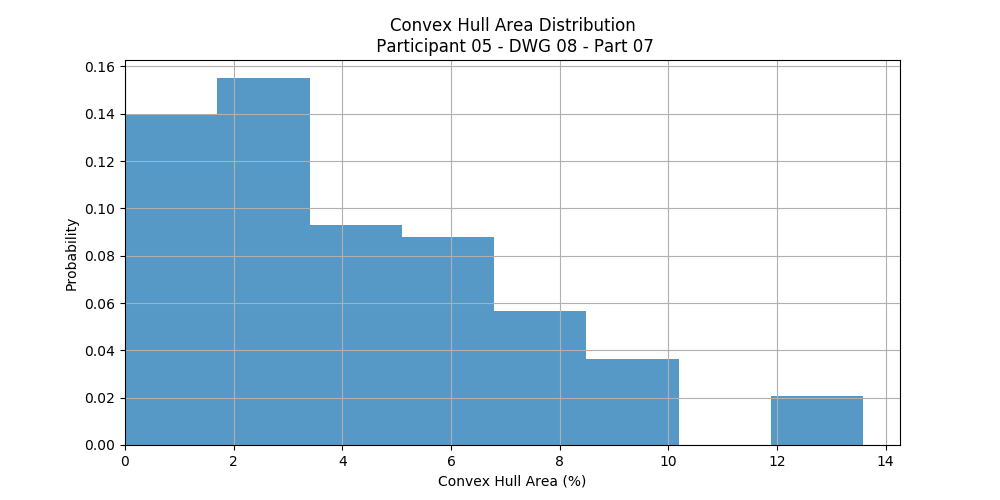 Convex Hull Area Distribution
Participant 05 - DWG 08 - Part 07
0.16
0.14
0.12
0.10
0.08
0.06
0.04
0.02
0.00
Probability
0 2 4 6 8 10 12 14
Convex Hull Area (%)